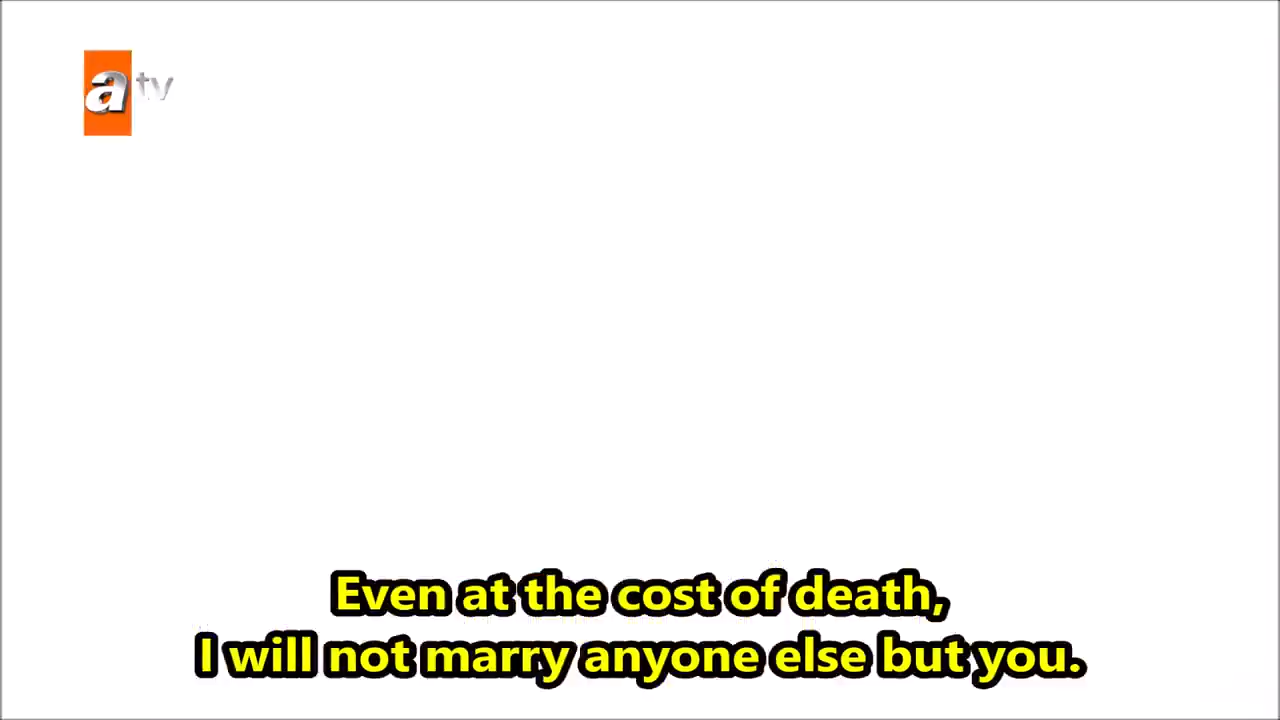 atv
Even at the cost of death,
I will not marry anyone else but you.